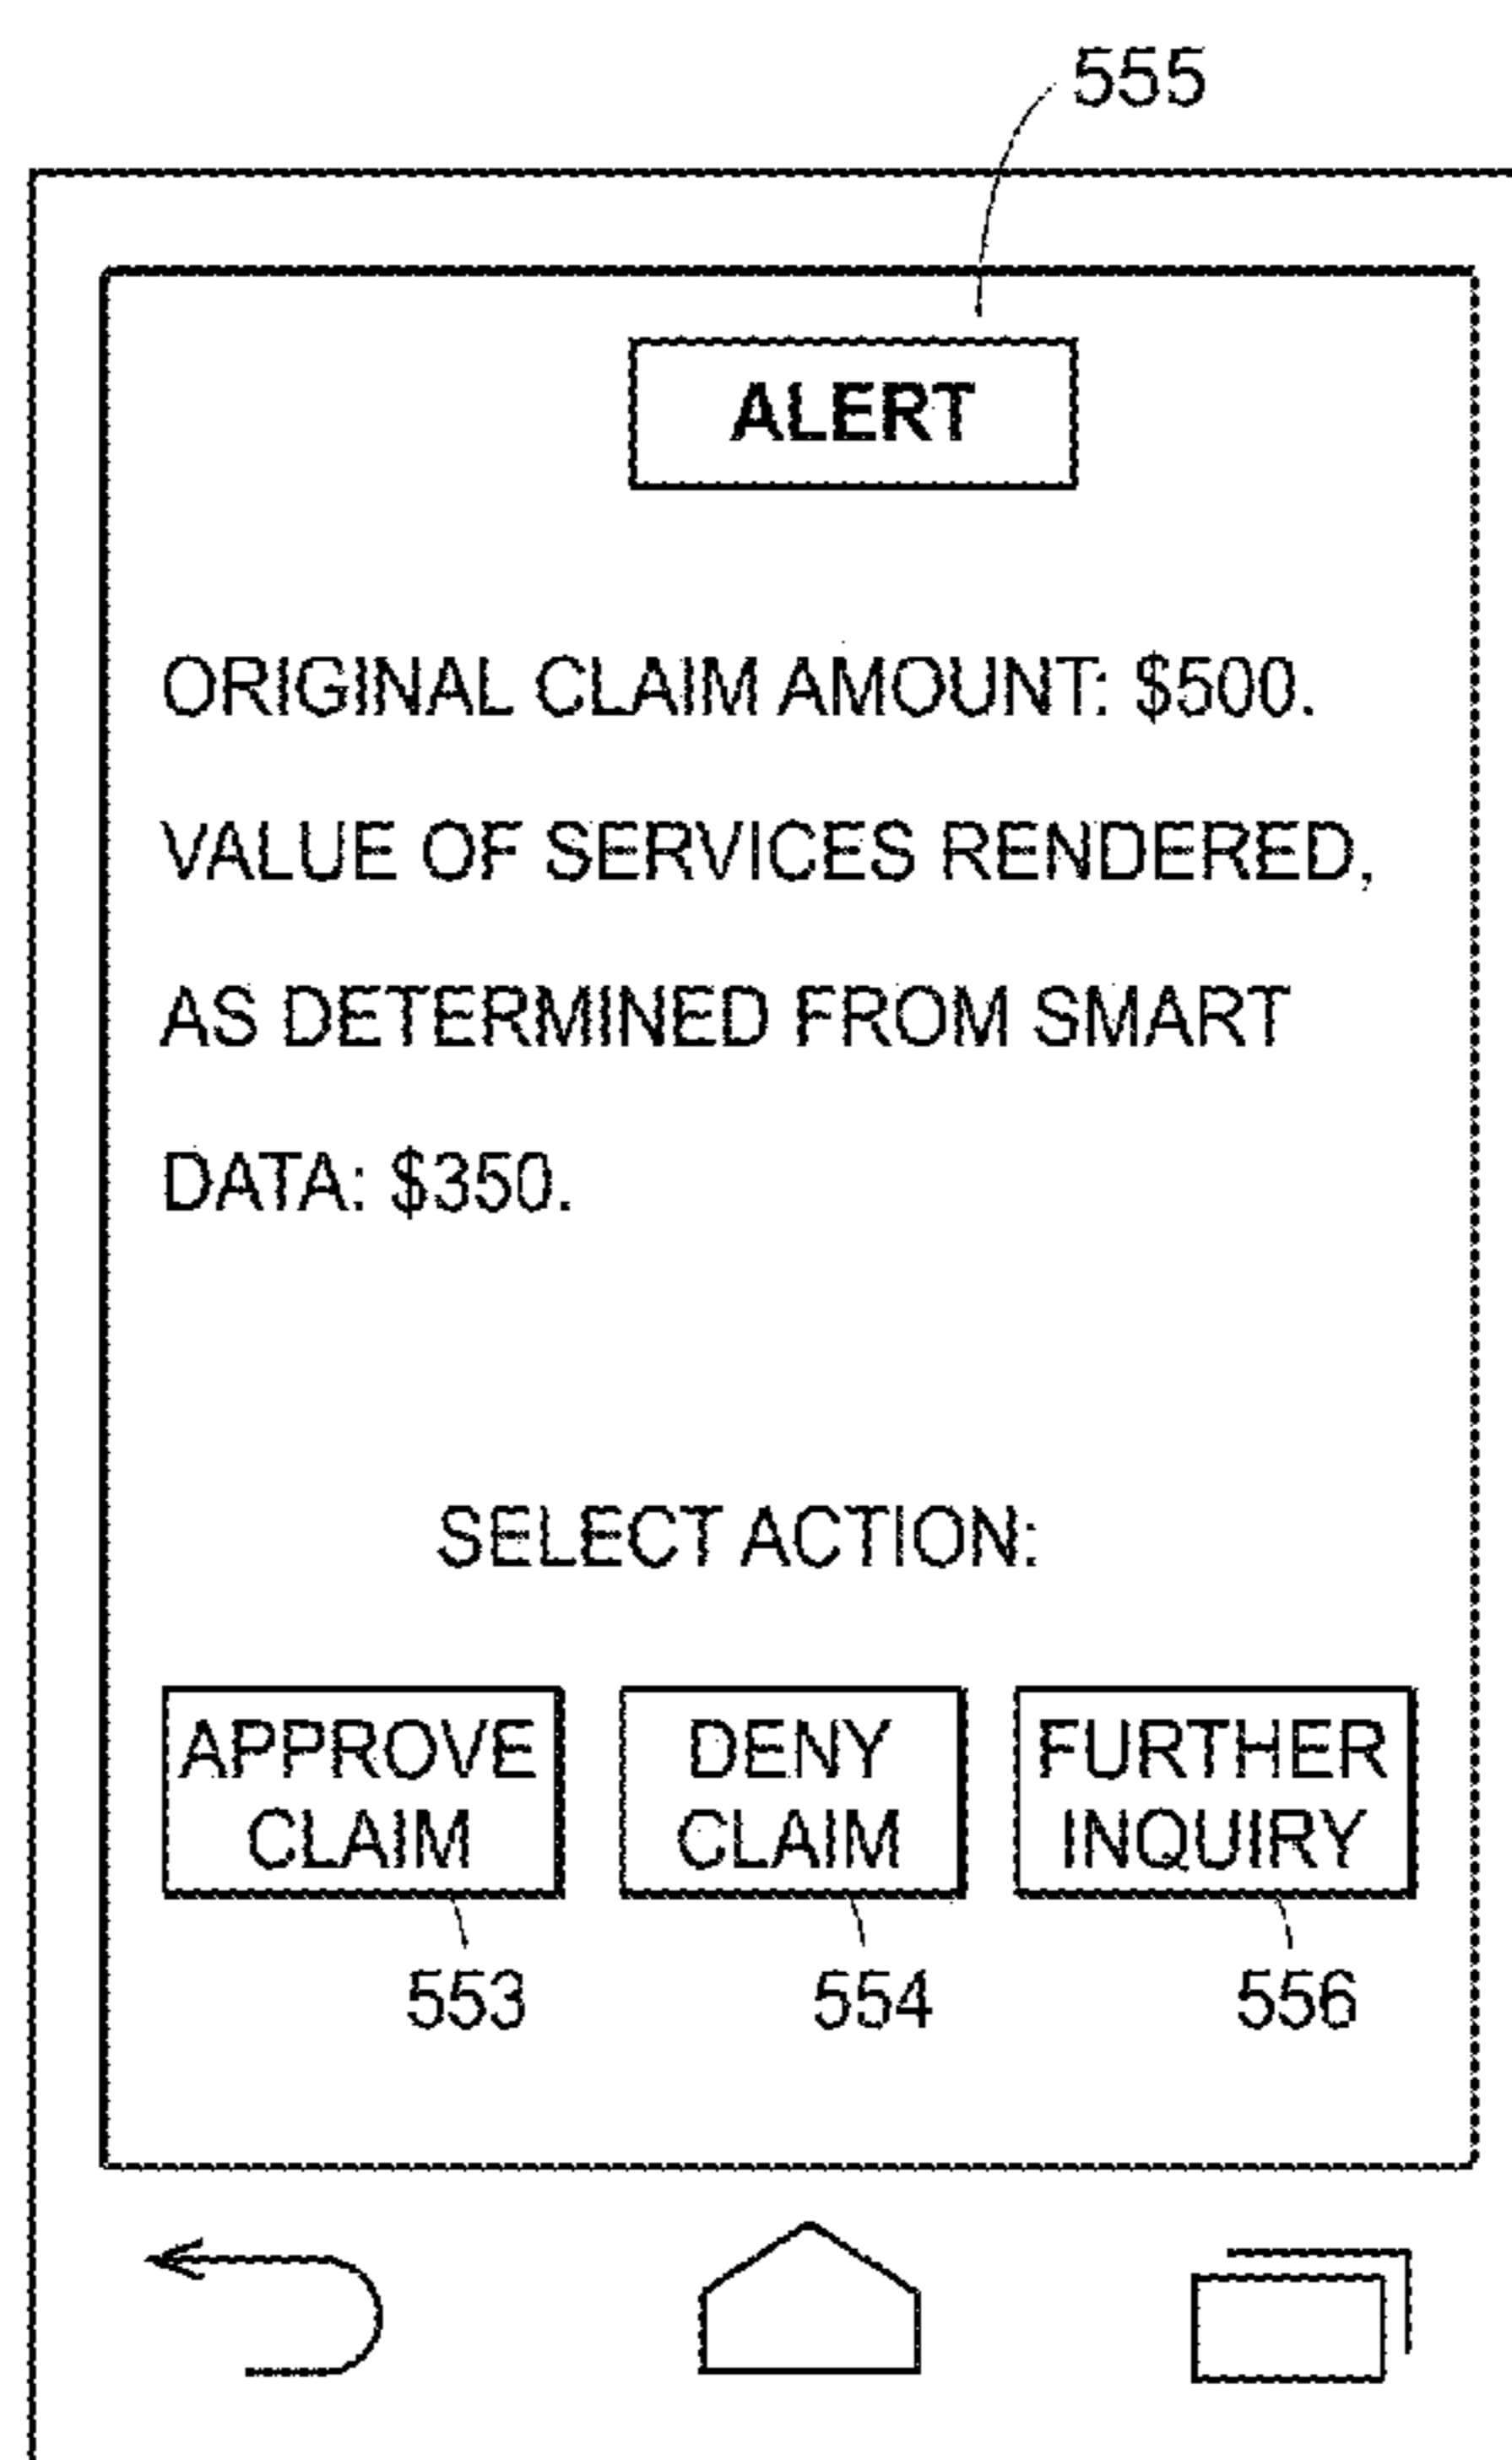 555
ALERT
ORIGINAL CLAIM AMOUNT: $500.
VALUE OF SERVICES RENDERED,
AS DETERMINED FROM SMART
DATA: $350.
SELECT ACTION:
APPROVE
CLAIM
DENY
CLAIM
FURTHER
INQUIRY
553
554
556